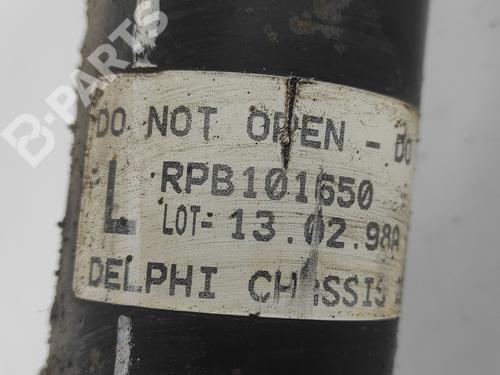 B-PARTS
DO NOT OPEN - DO
L RPB101650
LOT- 13.02.98A
DELPHI CHASSIS